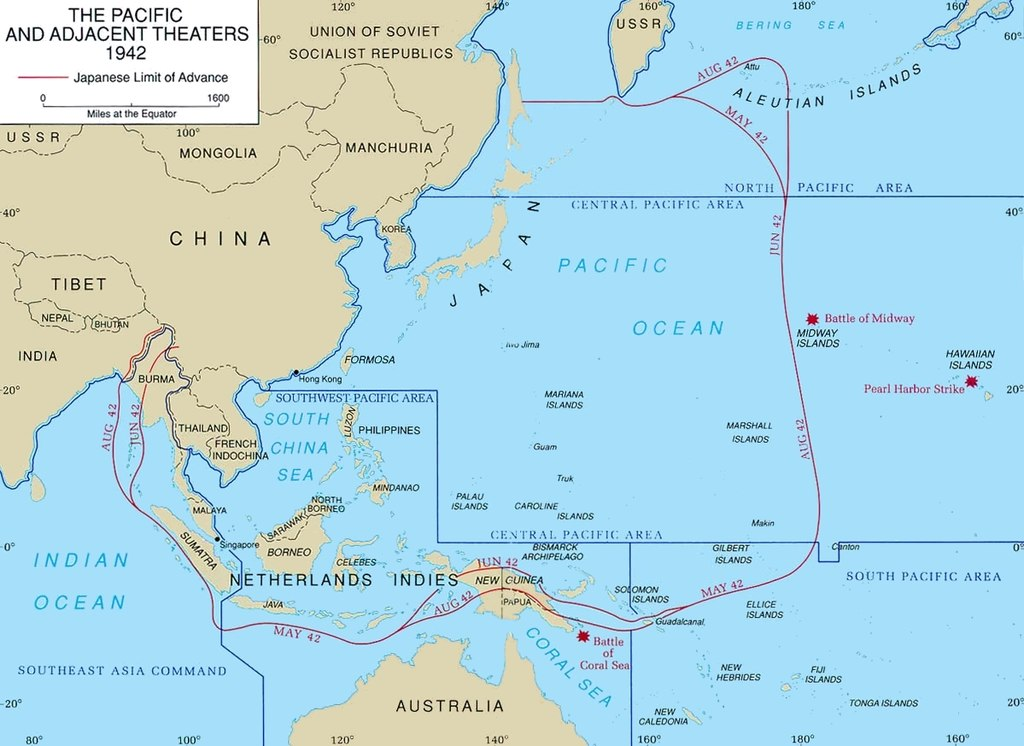 THE PACIFIC
AND ADJACENT THEATERS
1942
Japanese Limit of Advance
0
1600
Miles at the Equator
120°
140°
160°
180°
160°
60°
60°
UNION OF SOVIET
SOCIALIST REPUBLICS
USSR
BERING SEA
AUG 42
Attu
ALEUTIAN ISLANDS
MAY 42
USSR
100°
MONGOLIA
MANCHURIA
NORTH PACIFIC AREA
CENTRAL PACIFIC AREA
40°
40°
KOREA
CHINA
JAPAN
JUN 42
PACIFIC
OCEAN
TIBET
NEPAL
BHUTAN
INDIA
Battle of Midway
MIDWAY
ISLANDS
Iwo Jima
HAWAIIAN
ISLANDS
Pearl Harbor Strike
FORMOSA
BURMA
Hong Kong
20°
20°
SOUTHWEST PACIFIC AREA
MARIANA
ISLANDS
AUG 42
JUN 42
SOUTH
CHINA
SEA
LUZON
PHILIPPINES
THAILAND
FRENCH
INDOCHINA
MARSHALL
ISLANDS
AUG 42
Guam
Truk
MINDANAO
PALAU
ISLANDS
CAROLINE
ISLANDS
NORTH
BORNEO
SARAWAK
MALAYA
Makin
CENTRAL PACIFIC AREA
Singapore
BORNEO
SUMATRA
0°
0°
CELEBES
BISMARCK
ARCHIPELAGO
GILBERT
ISLANDS
Canton
INDIAN
OCEAN
NETHERLANDS INDIES
JUN 42
NEW GUINEA
PAPUA
SOLOMON
ISLANDS
MAY 42
SOUTH PACIFIC AREA
JAVA
AUG 42
Guadalcanal
ELLICE
ISLANDS
MAY 42
Battle
of
Coral Sea
CORAL SEA
SOUTHEAST ASIA COMMAND
NEW
HEBRIDES
FIJI
ISLANDS
TONGA ISLANDS
AUSTRALIA
NEW
CALEDONIA
20°
20°
80°
100°
120°
140°
160°
180°
160°